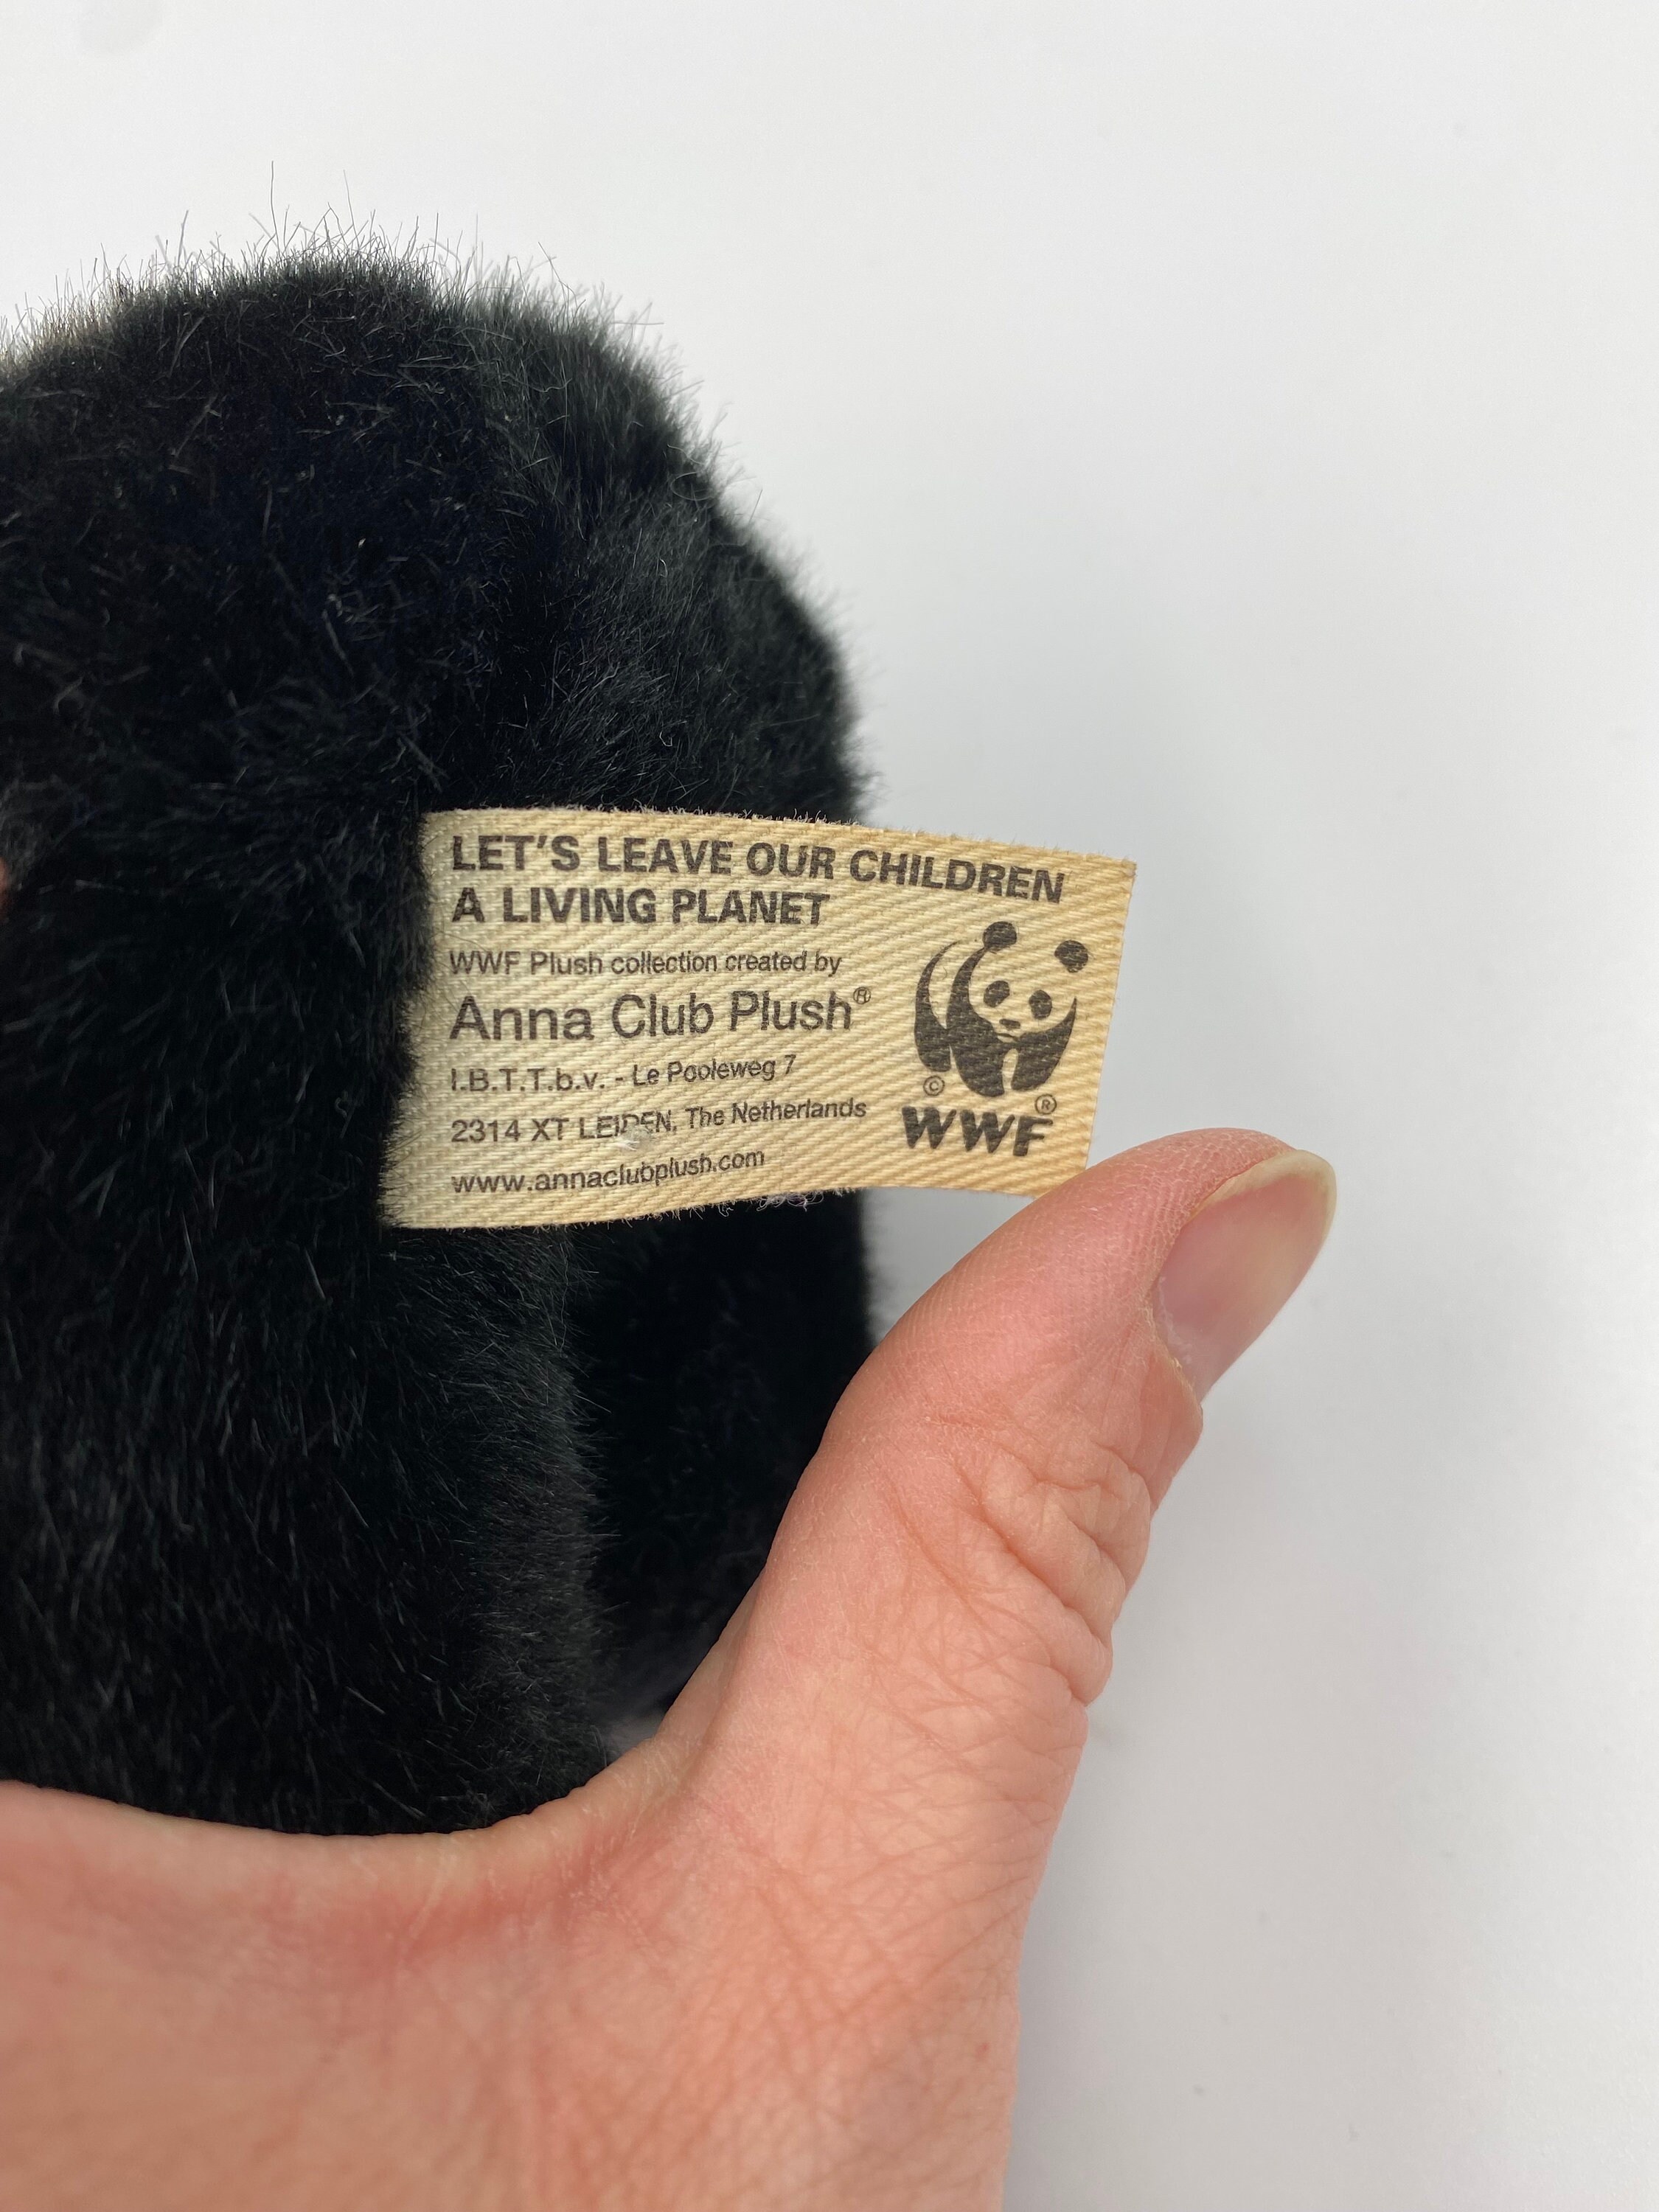 LET'S LEAVE OUR CHILDREN
A LIVING PLANET
WWF Plush collection created by
Anna Club Plush®
I.B.T.T.b.v. - Le Pooleweg 7
2314 XT LEIDEN, The Netherlands
www.annaclubplush.com
© ®
WWF